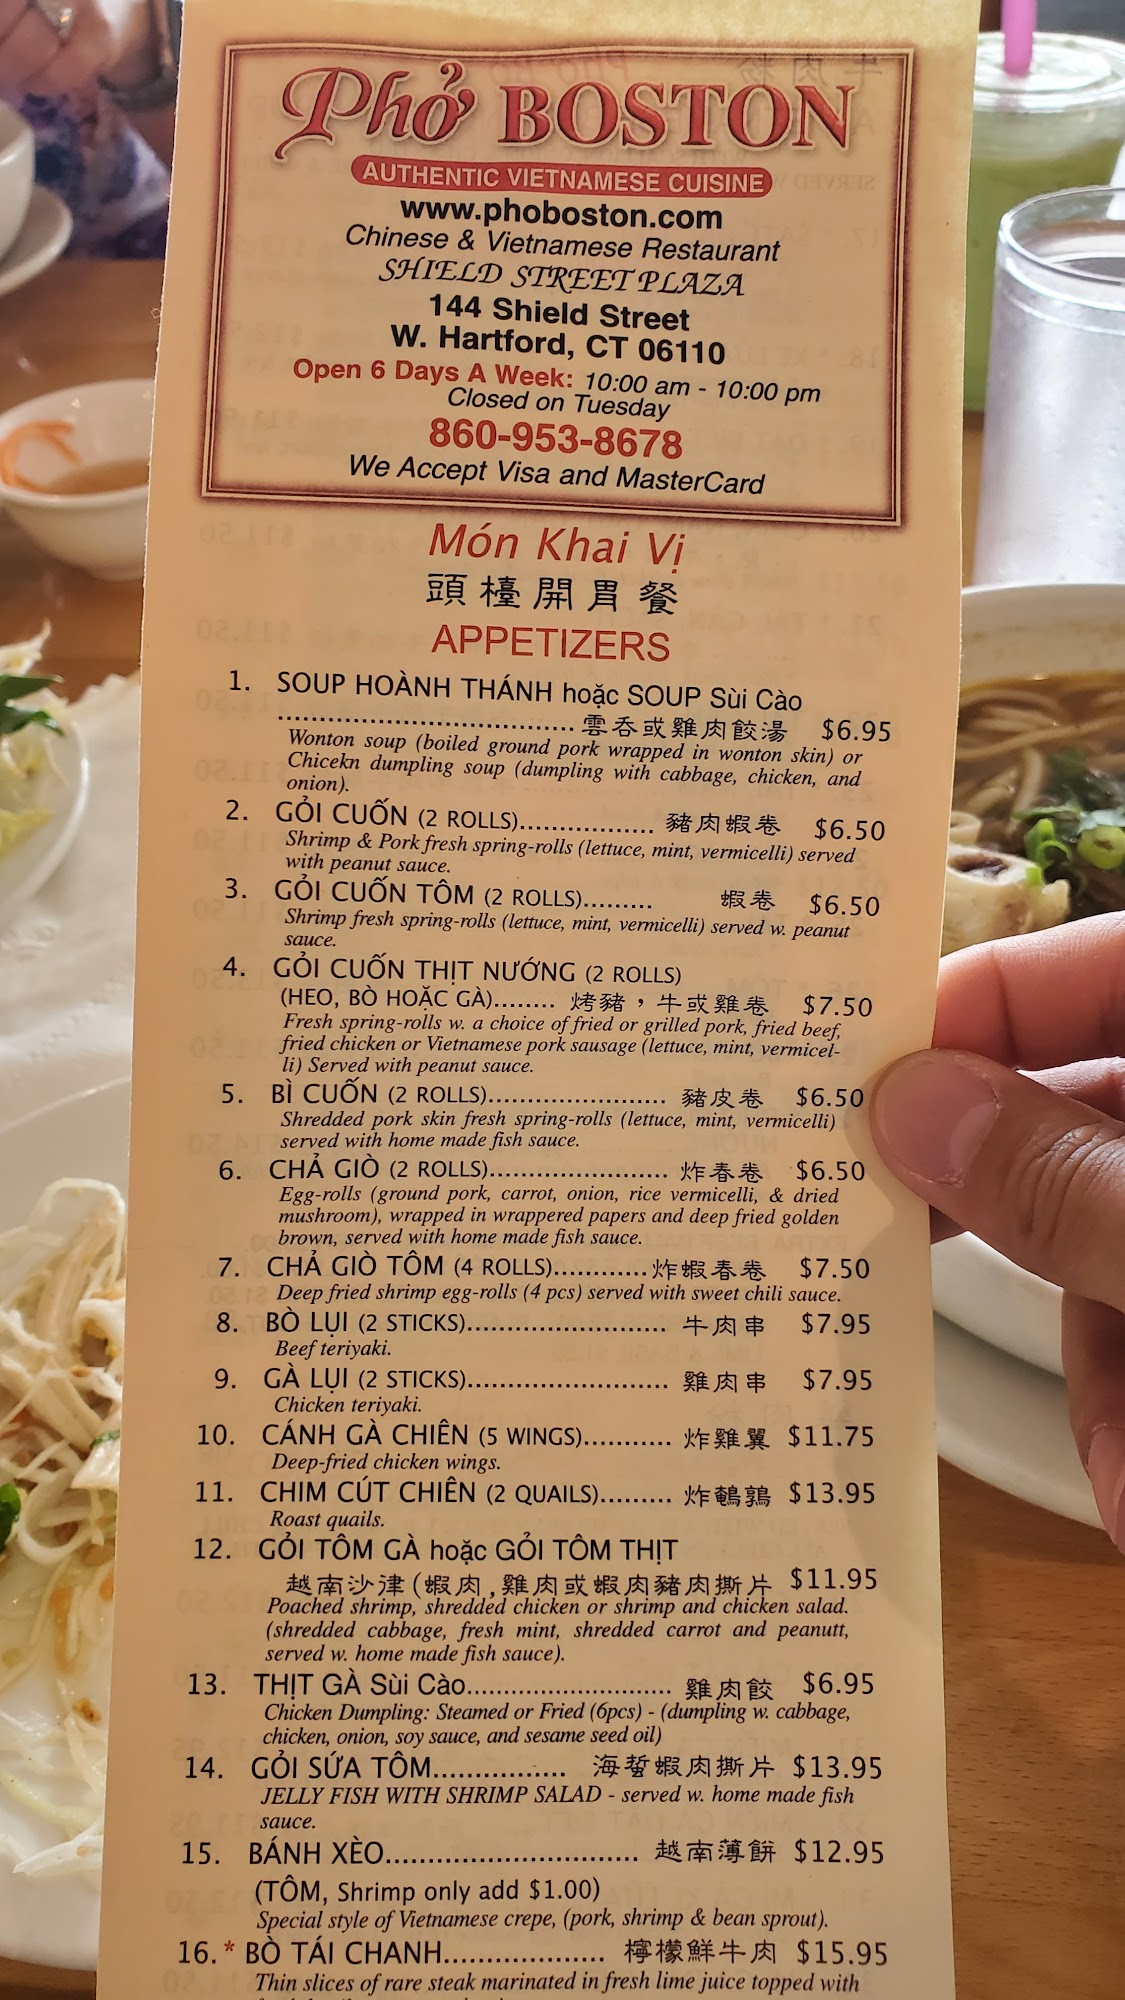 Phở BOSTON
AUTHENTIC VIETNAMESE CUISINE
www.phoboston.com
Chinese & Vietnamese Restaurant
SHIELD STREET PLAZA
144 Shield Street
W. Hartford, CT 06110
Open 6 Days A Week: 10:00 am - 10:00 pm
Closed on Tuesday
860-953-8678
We Accept Visa and MasterCard
Món Khai Vị
頭檯開胃餐
APPETIZERS
1. SOUP HOÀNH THÁNH hoặc SOUP Sùi Cào
.................................. 雲呑或雞肉餃湯 $6.95
Wonton soup (boiled ground pork wrapped in wonton skin) or
Chicekn dumpling soup (dumpling with cabbage, chicken, and
onion).
2. GỎI CUỐN (2 ROLLS)................. 豬肉蝦卷 $6.50
Shrimp & Pork fresh spring-rolls (lettuce, mint, vermicelli) served
with peanut sauce.
3. GỎI CUỐN TÔM (2 ROLLS)......... 蝦卷 $6.50
Shrimp fresh spring-rolls (lettuce, mint, vermicelli) served w. peanut
sauce.
4. GỎI CUỐN THỊT NƯỚNG (2 ROLLS)
(HEO, BÒ HOẶC GÀ)........ 烤豬，牛或雞卷 $7.50
Fresh spring-rolls w. a choice of fried or grilled pork, fried beef,
fried chicken or Vietnamese pork sausage (lettuce, mint, vermicel-
li) Served with peanut sauce.
5. BÌ CUỐN (2 ROLLS)....................... 豬皮卷 $6.50
Shredded pork skin fresh spring-rolls (lettuce, mint, vermicelli)
served with home made fish sauce.
6. CHẢ GIÒ (2 ROLLS)....................... 炸春卷 $6.50
Egg-rolls (ground pork, carrot, onion, rice vermicelli, & dried
mushroom), wrapped in wrappered papers and deep fried golden
brown, served with home made fish sauce.
7. CHẢ GIÒ TÔM (4 ROLLS)............ 炸蝦春卷 $7.50
Deep fried shrimp egg-rolls (4 pcs) served with sweet chili sauce.
8. BÒ LỤI (2 STICKS).......................... 牛肉串 $7.95
Beef teriyaki.
9. GÀ LỤI (2 STICKS).......................... 雞肉串 $7.95
Chicken teriyaki.
10. CÁNH GÀ CHIÊN (5 WINGS)........... 炸雞翼 $11.75
Deep-fried chicken wings.
11. CHIM CÚT CHIÊN (2 QUAILS)......... 炸鵪鶉 $13.95
Roast quails.
12. GỎI TÔM GÀ hoặc GỎI TÔM THỊT
越南沙津(蝦肉,雞肉或蝦肉豬肉撕片 $11.95
Poached shrimp, shredded chicken or shrimp and chicken salad.
(shredded cabbage, fresh mint, shredded carrot and peanutt,
served w. home made fish sauce).
13. THỊT GÀ Sùi Cào........................... 雞肉餃 $6.95
Chicken Dumpling: Steamed or Fried (6pcs) - (dumpling w. cabbage,
chicken, onion, soy sauce, and sesame seed oil)
14. GỎI SỨA TÔM................ 海蜇蝦肉撕片 $13.95
JELLY FISH WITH SHRIMP SALAD - served w. home made fish
sauce.
15. BÁNH XÈO................................ 越南薄餅 $12.95
(TÔM, Shrimp only add $1.00)
Special style of Vietnamese crepe, (pork, shrimp & bean sprout).
16.* BÒ TÁI CHANH.................... 檸檬鮮牛肉 $15.95
Thin slices of rare steak marinated in fresh lime juice topped with